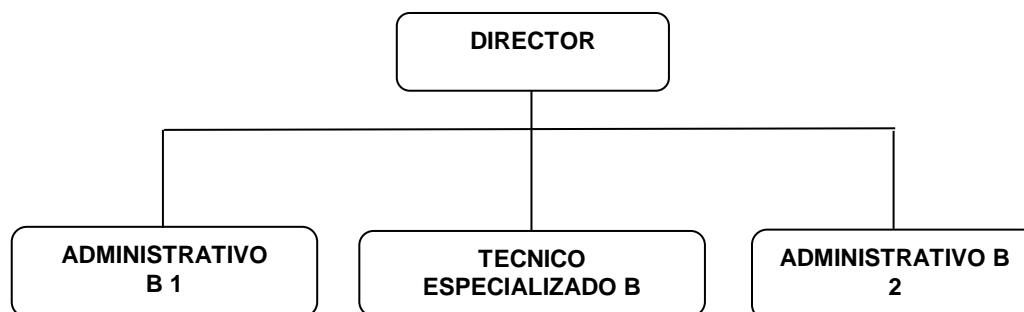 DIRECTOR
ADMINISTRATIVO
B 1
TECNICO
ESPECIALIZADO B
ADMINISTRATIVO B
2